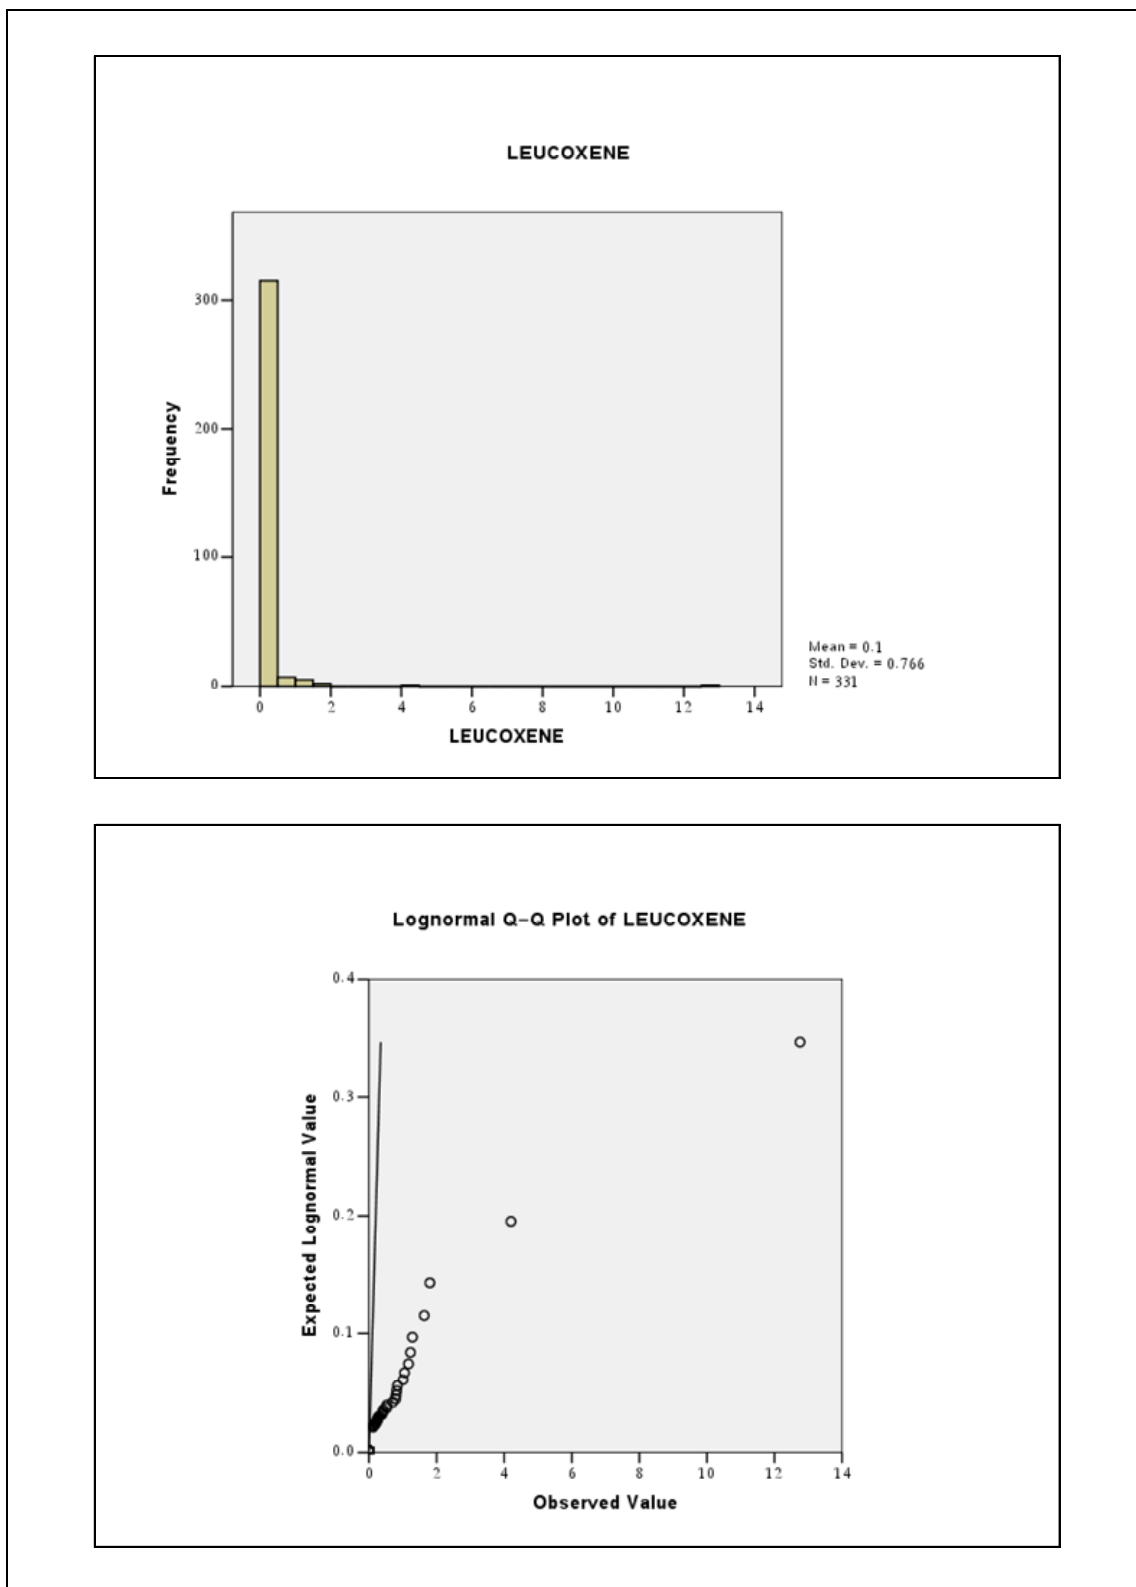 LEUCOXENE
300
200
100
0
Frequency
0 2 4 6 8 10 12 14
LEUCOXENE
Mean = 0.1
Std. Dev. = 0.766
N = 331
Lognormal Q–Q Plot of LEUCOXENE
0.4
0.3
0.2
0.1
0.0
Expected Lognormal Value
0 2 4 6 8 10 12 14
Observed Value